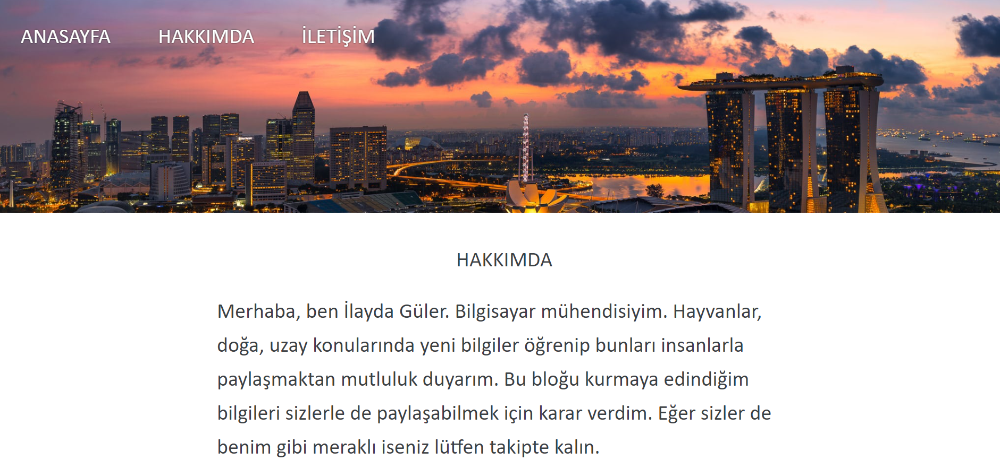 ANASAYFA HAKKIMDA İLETİŞİM
HAKKIMDA
Merhaba, ben İlayda Güler. Bilgisayar mühendisiyim. Hayvanlar,
doğa, uzay konularında yeni bilgiler öğrenip bunları insanlarla
paylaşmaktan mutluluk duyarım. Bu bloğu kurmaya edindiğim
bilgileri sizlerle de paylaşabilmek için karar verdim. Eğer sizler de
benim gibi meraklı iseniz lütfen takipte kalın.